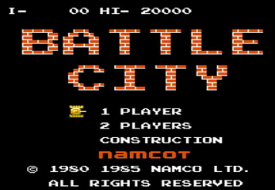 I-     00 HI- 20000
BATTLE
CITY
1 PLAYER
2 PLAYERS
CONSTRUCTION
namcot
© 1980 1985 NAMCO LTD.
ALL RIGHTS RESERVED